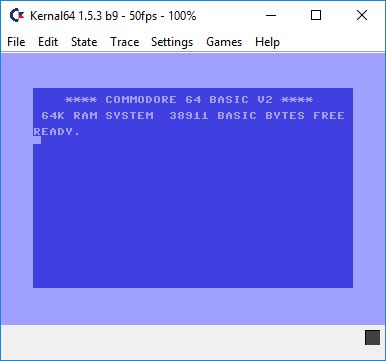 Kernal64 1.5.3 b9 - 50fps - 100%
File Edit State Trace Settings Games Help
**** COMMODORE 64 BASIC V2 ****
64K RAM SYSTEM 38911 BASIC BYTES FREE
READY.